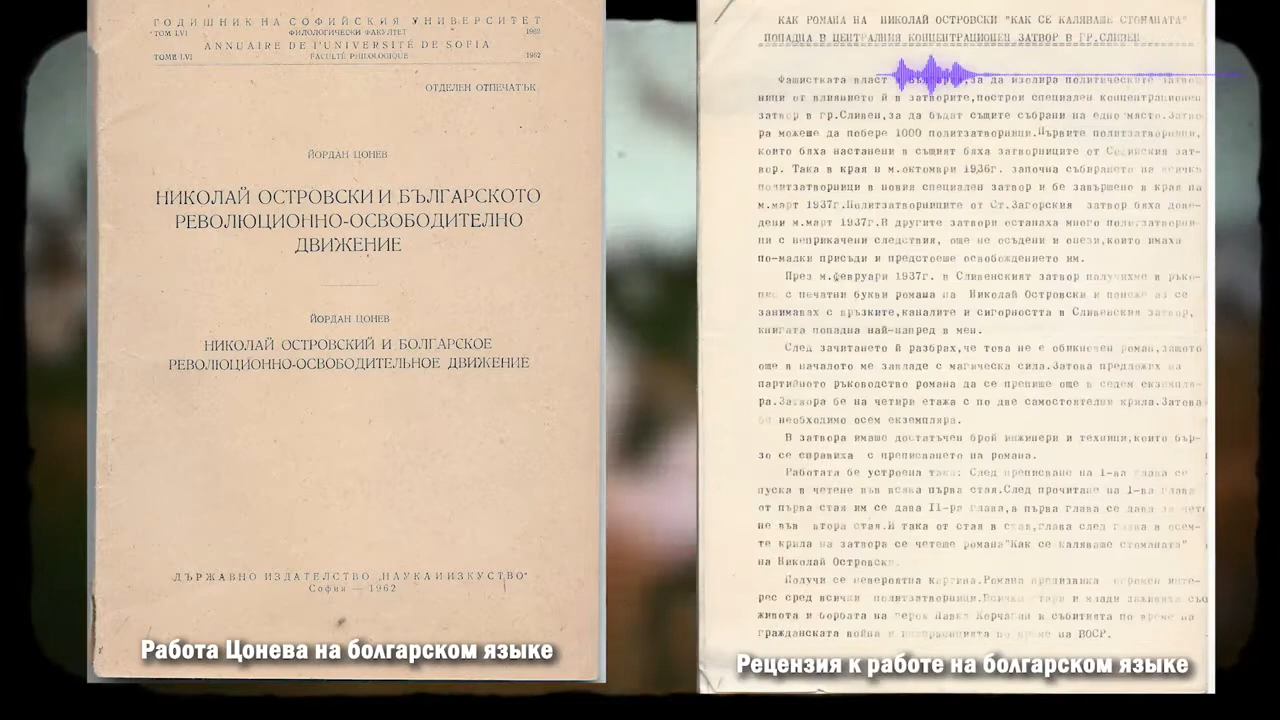 ГОДИШНИК НА СОФИЙСКИЯ УНИВЕРСИТЕТ
ТОМ LVI ФИЛОЛОГИЧЕСКИ ФАКУЛТЕТ 1962
ANNUAIRE DE L'UNIVERSITÉ DE SOFIA
TOME LVI FACULTÉ PHILOLOGIQUE 1962
ОТДЕЛЕН ОТПЕЧАТЪК
ЙОРДАН ЦОНЕВ
НИКОЛАЙ ОСТРОВСКИ И БЪЛГАРСКОТО
РЕВОЛЮЦИОННО-ОСВОБОДИТЕЛНО
ДВИЖЕНИЕ
ЙОРДАН ЦОНЕВ
НИКОЛАЙ ОСТРОВСКИЙ И БОЛГАРСКОЕ
РЕВОЛЮЦИОННО-ОСВОБОДИТЕЛЬНОЕ ДВИЖЕНИЕ
ДЪРЖАВНО ИЗДАТЕЛСТВО „НАУКА И ИЗКУСТВО"
София — 1962
Работа Цонева на болгарском языке
КАК РОМАНА НА НИКОЛАЙ ОСТРОВСКИ "КАК СЕ КАЛЯВАШЕ СТОМАНАТА"
ПОПАДНА В ЦЕНТРАЛНИЯ КОНЦЕНТРАЦИОНЕН ЗАТВОР В ГР.СЛИВЕН
Фашистката власт в България,за да изолира политическите затвор
ници от влиянието й в затворите,построи специален концентрационен
затвор в гр.Сливен,за да бъдат същите събрани на едно място.Затво
ра можеше да побере 1000 политзатворници.Първите политзатворници,
които бяха настанени в същият бяха затворниците от Софийския зат-
вор. Така в края и м.октомври 1936г. започна събирането на всички
политзатворници в новия специален затвор и бе завършено в края на
м.март 1937г.Политзатворниците от Ст.Загорския затвор бяха дове-
дени м.март 1937г.В другите затвори останаха много политзатворни-
ни с неприкачени следствия, още не осъдени и онези,които имаха
по-малки присъди и предстоеше освобождението им.
През м.февруари 1937г. в Сливенският затвор получихме в ръко-
пис с печатни букви романа на Николай Островски и понеже аз се
занимавах с връзките,каналите и сигорността в Сливенския затвор,
книгата попадна най-напред в мен.
След зачитането й разбрах,че това не е обикновен роман,защото
още в началото ме завладе с магическа сила.Затова предложих на
партийното ръководство романа да се препише още в седем екземпля-
ра.Затвора бе на четири етажа с по две самостоятелни крила.Затова
бе необходимо осем екземпляра.
В затвора имаше достатъчен брой инжинери и техници,които бър-
зо се справиха с преписването на романа.
Работата бе устроена така: След преписване на 1-ва глава се
пуска в четене във всяка първа стая.След прочитане на 1-ва глава
от първа стая им се дава II-ра глава,а първа глава се дава за чете
не във втора стая.И така от стая в стая,глава след глава в осем-
те крила на затвора се четеше романа"Как се каляваше стоманата"
на Николай Островски.
Получи се невероятна картина.Романа предизвика огромен инте-
рес сред всички политзатворници.Всички стари и млади заживяха със
живота и борбата на героя Павка Корчагин и събитията по време на
гражданската война и по време на ВОСР.
Рецензия к работе на болгарском языке